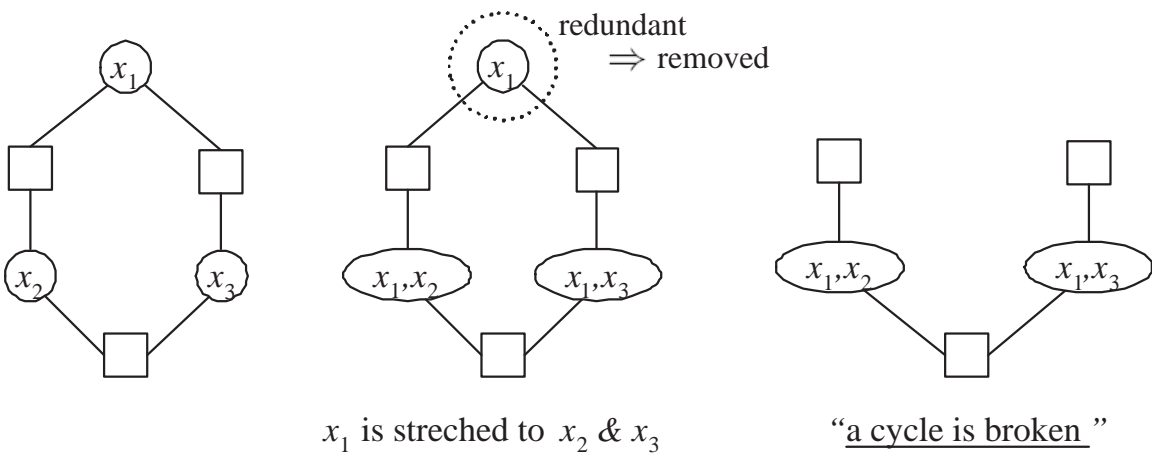 redundant
x₁ x₁ ⇒ removed
x₂ x₃ x₁,x₂ x₁,x₃ x₁,x₂ x₁,x₃
x₁ is streched to x₂ & x₃ “a cycle is broken ”